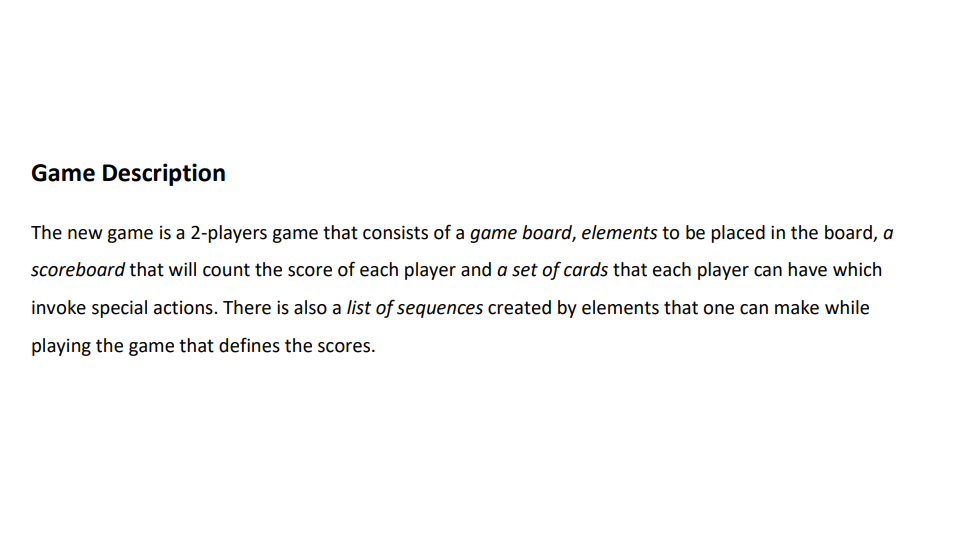 Game Description
The new game is a 2-players game that consists of a game board, elements to be placed in the board, a
scoreboard that will count the score of each player and a set of cards that each player can have which
invoke special actions. There is also a list of sequences created by elements that one can make while
playing the game that defines the scores.